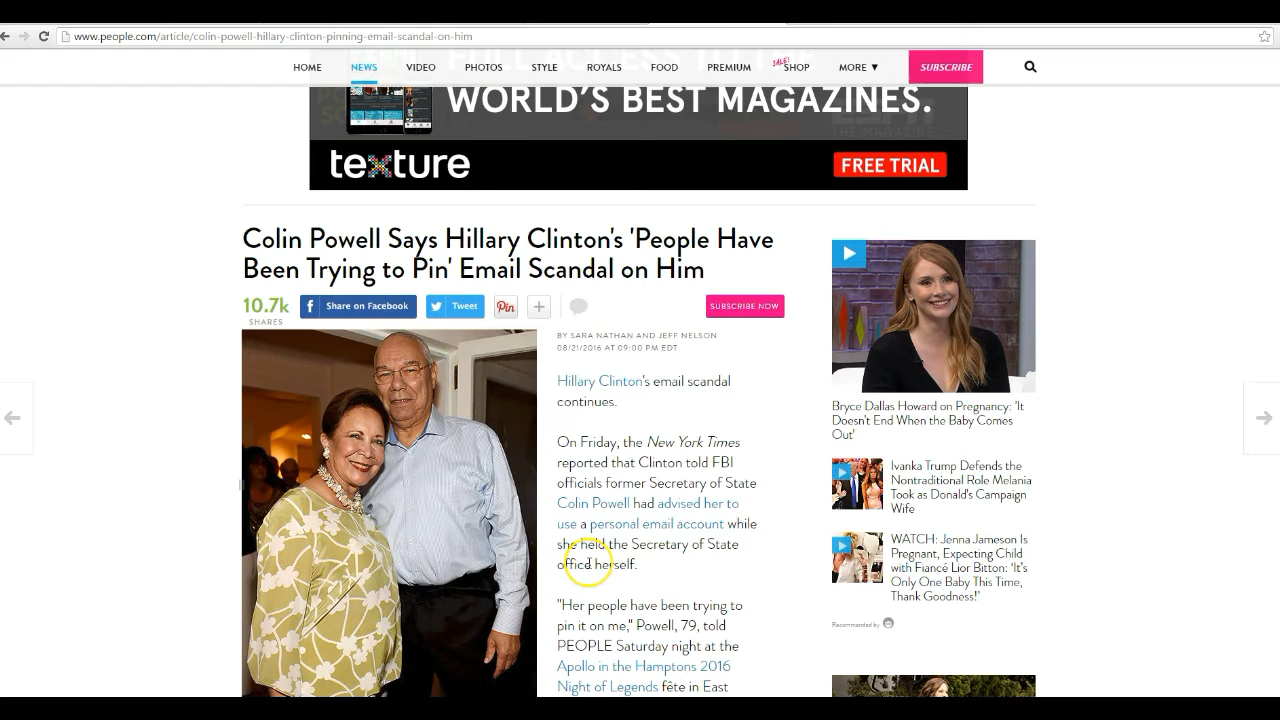 www.people.com/article/colin-powell-hillary-clinton-pinning-email-scandal-on-him
HOME NEWS VIDEO PHOTOS STYLE ROYALS FOOD PREMIUM SALE! SHOP MORE ▼ SUBSCRIBE
WORLD'S BEST MAGAZINES.
texture FREE TRIAL
Colin Powell Says Hillary Clinton's 'People Have
Been Trying to Pin' Email Scandal on Him
10.7k
SHARES
Share on Facebook
Tweet
Pin
SUBSCRIBE NOW
BY SARA NATHAN AND JEFF NELSON
08/21/2016 AT 09:00 PM EDT
Hillary Clinton's email scandal
continues.
On Friday, the New York Times
reported that Clinton told FBI
officials former Secretary of State
Colin Powell had advised her to
use a personal email account while
she held the Secretary of State
office herself.
"Her people have been trying to
pin it on me," Powell, 79, told
PEOPLE Saturday night at the
Apollo in the Hamptons 2016
Night of Legends fête in East
Bryce Dallas Howard on Pregnancy: 'It
Doesn't End When the Baby Comes
Out'
Ivanka Trump Defends the
Nontraditional Role Melania
Took as Donald's Campaign
Wife
WATCH: Jenna Jameson Is
Pregnant, Expecting Child
with Fiancé Lior Bitton: 'It's
Only One Baby This Time,
Thank Goodness!'
Recommended by